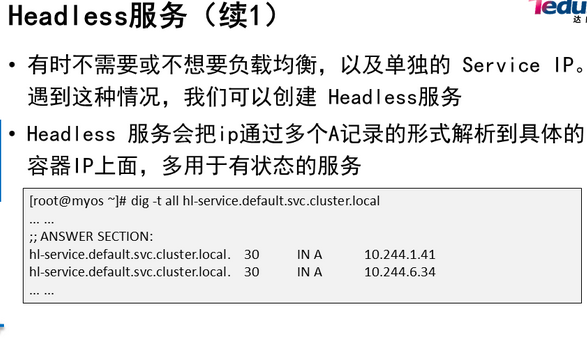 Headless服务（续1）
Tedu
达
• 有时不需要或不想要负载均衡，以及单独的 Service IP。
遇到这种情况，我们可以创建 Headless服务
• Headless 服务会把ip通过多个A记录的形式解析到具体的
容器IP上面，多用于有状态的服务
[root@myos ~]# dig -t all hl-service.default.svc.cluster.local
... ...
;; ANSWER SECTION:
hl-service.default.svc.cluster.local. 30 IN A 10.244.1.41
hl-service.default.svc.cluster.local. 30 IN A 10.244.6.34
... ...